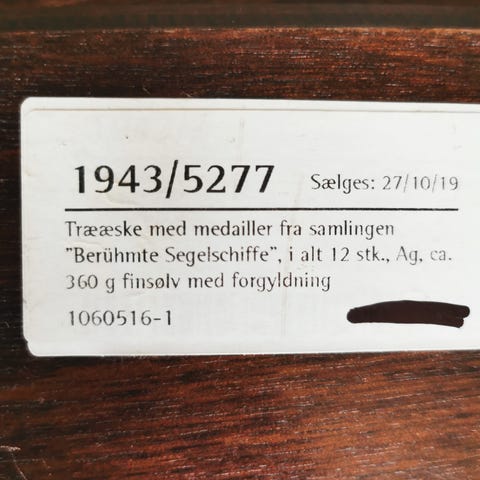 1943/5277 Sælges: 27/10/19
Trææske med medailler fra samlingen
"Berühmte Segelschiffe", i alt 12 stk., Ag, ca.
360 g finsølv med forgyldning
1060516-1